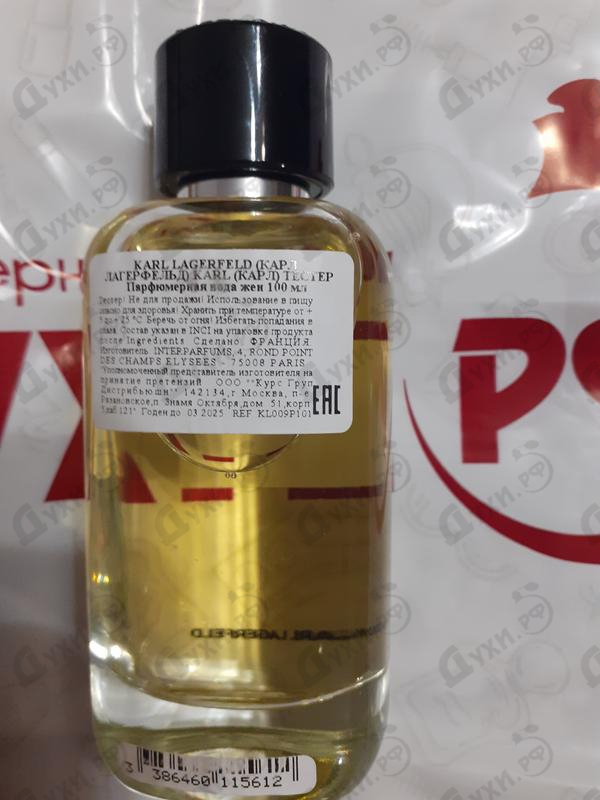 KARL LAGERFELD (КАРЛ
ЛАГЕРФЕЛЬД) KARL (КАРЛ) ТЕСТЕР
Парфюмерная вода жен 100 мл
Тестер! Не для продажи! Использование в пищу
опасно для здоровья! Хранить при температуре от +
5 до + 25 °C Беречь от огня! Избегать попадания в
глаза. Состав указан в INCI на упаковке продукта
после Ingredients Сделано ФРАНЦИЯ
Изготовитель INTERPARFUMS, 4, ROND POINT
DES CHAMPS ELYSEES - 75008 PARIS
*Уполномоченный представитель изготовителя на
принятие претензий ООО "Курс Груп
Дистрибьюшн" 142134, г Москва, п-е
Рязановское, п Знамя Октября, дом 51, корп
Годен до 03 2025 REF KL009P101
EAC
KARL LAGERFELD
3 386460 115612
ДУХИ.РФ